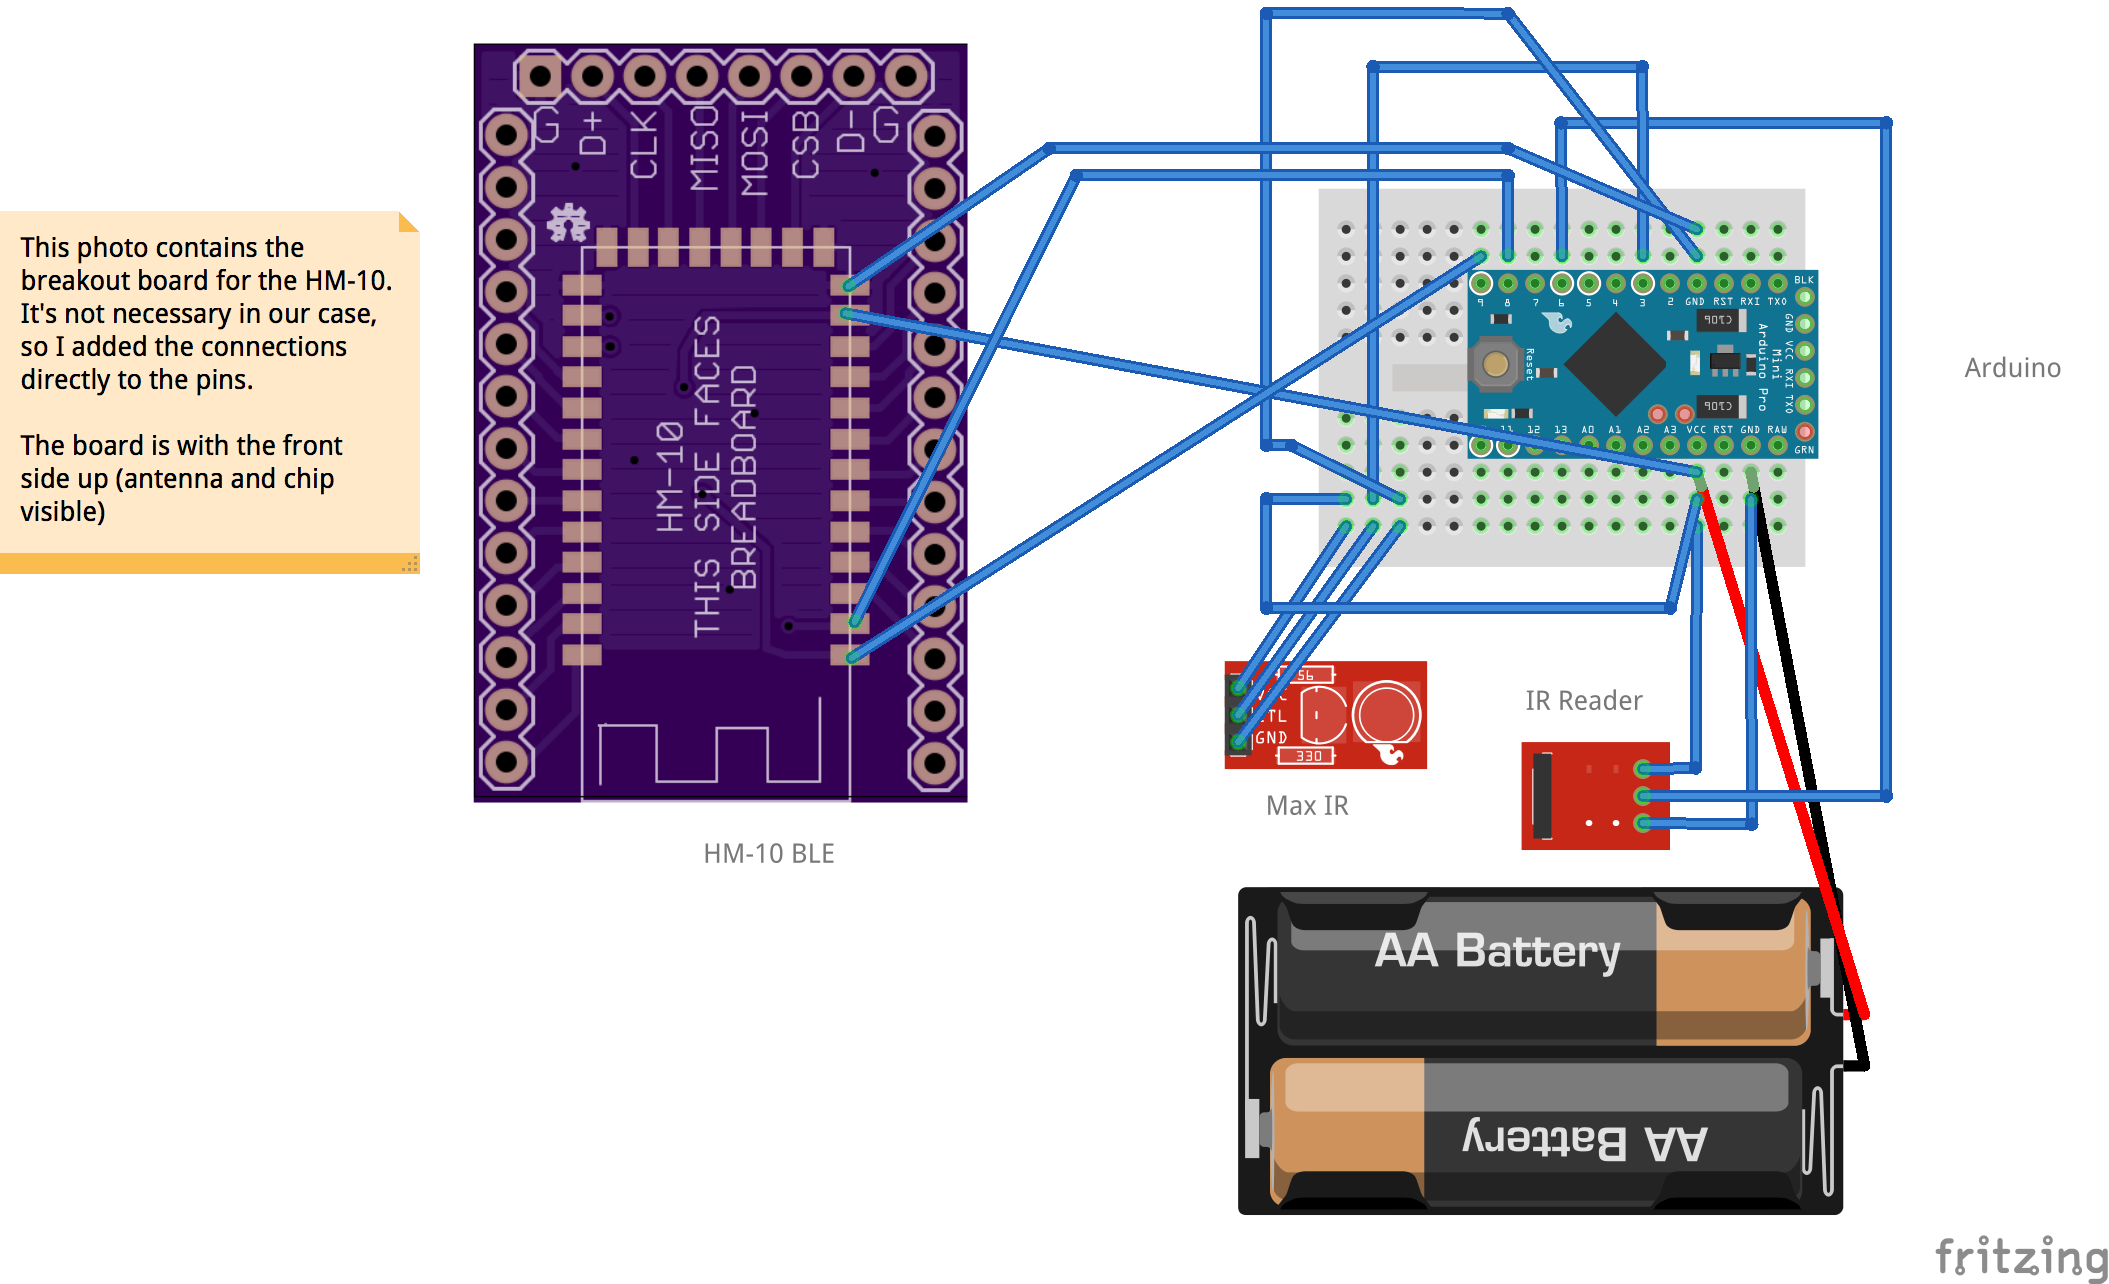 This photo contains the
breakout board for the HM-10.
It's not necessary in our case,
so I added the connections
directly to the pins.
The board is with the front
side up (antenna and chip
visible)
G D+ CLK MISO MOSI CSB D- G
HM-10
THIS SIDE FACES
BREADBOARD
HM-10 BLE
9 8 7 6 5 4 3 2 GND RST RXI TXO
BLK
GND
VCC
RXI
TXO
GRN
Reset
Arduino Pro
Mini
12 13 A0 A1 A2 A3 VCC RST GND RAW
Arduino
GND
330
Max IR
IR Reader
AA Battery
AA Battery
fritzing